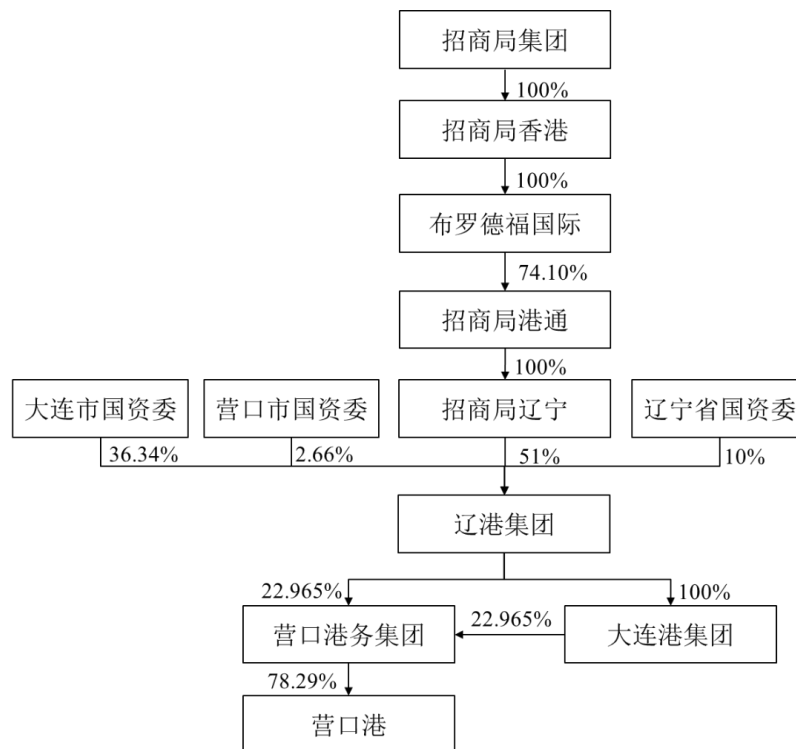 招商局集团
100%
招商局香港
100%
布罗德福国际
74.10%
招商局港通
100%
大连市国资委
营口市国资委
招商局辽宁
辽宁省国资委
36.34%
2.66%
51%
10%
辽港集团
22.965%
100%
营口港务集团
22.965%
大连港集团
78.29%
营口港